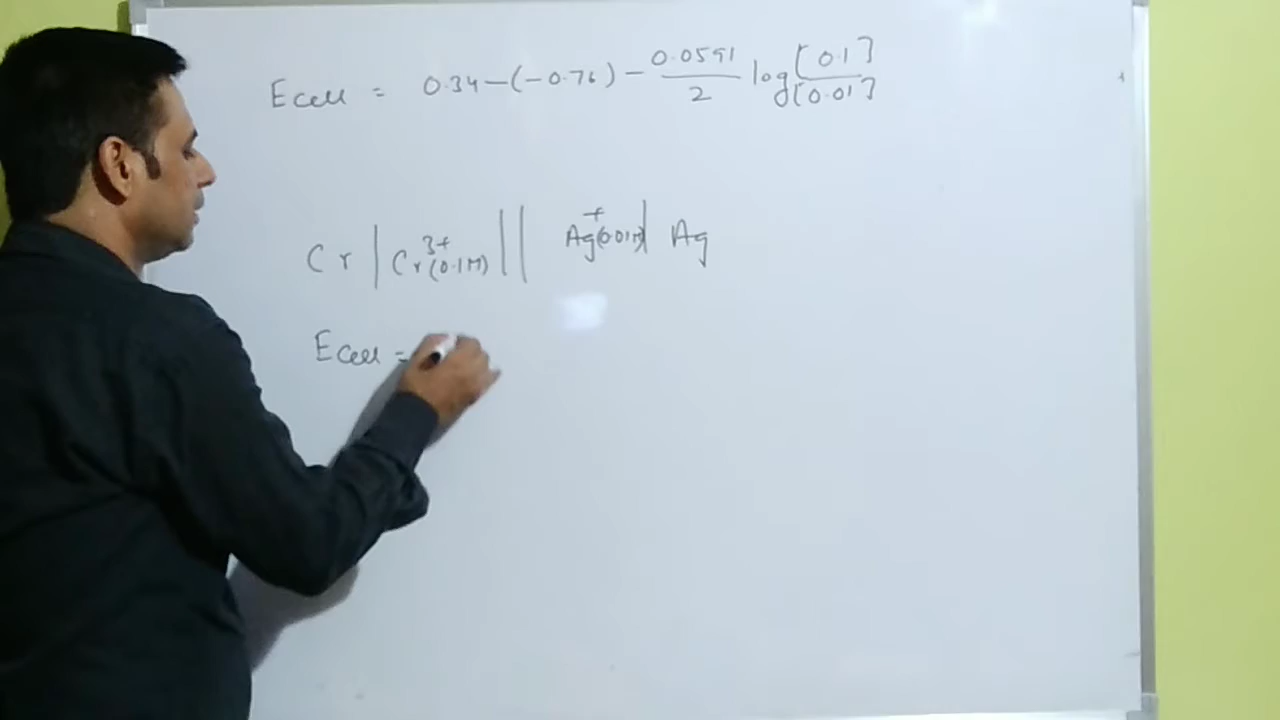 Ecell = 0.34-(-0.76) - 0.0591/2 log [0.1]/[0.01]
Cr | Cr³⁺(0.1M) || Ag⁺(0.01M) | Ag
Ecell =